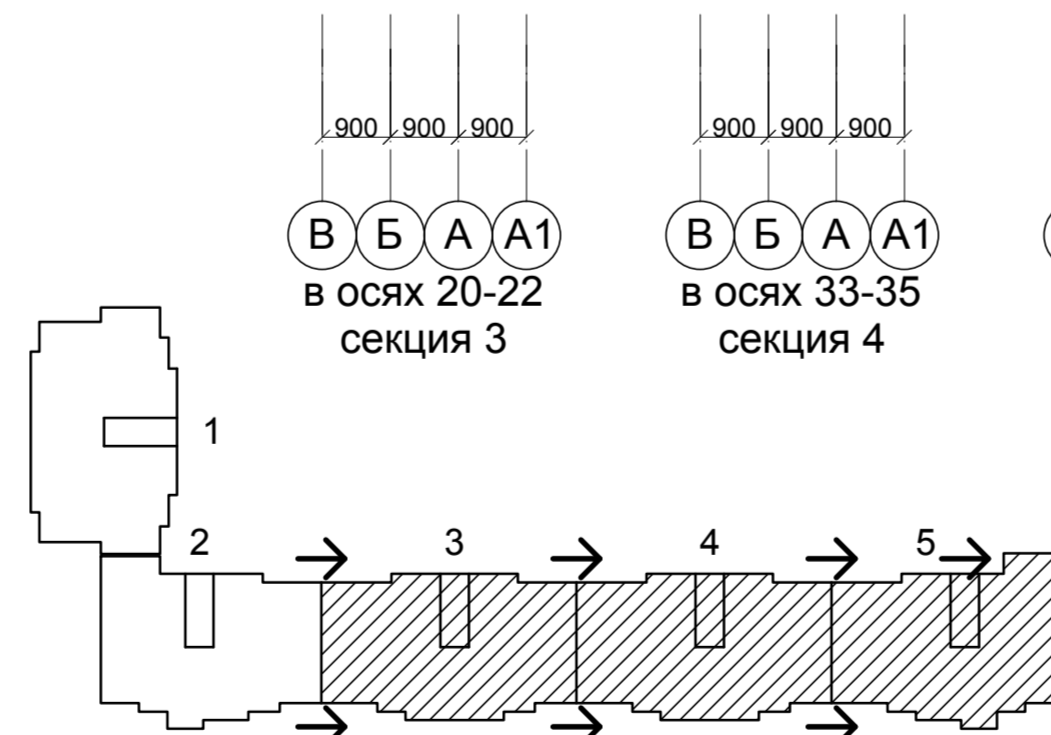 900 900 900 900 900 900
В Б А А1 В Б А А1
в осях 20-22 в осях 33-35
секция 3 секция 4
1
2 3 4 5